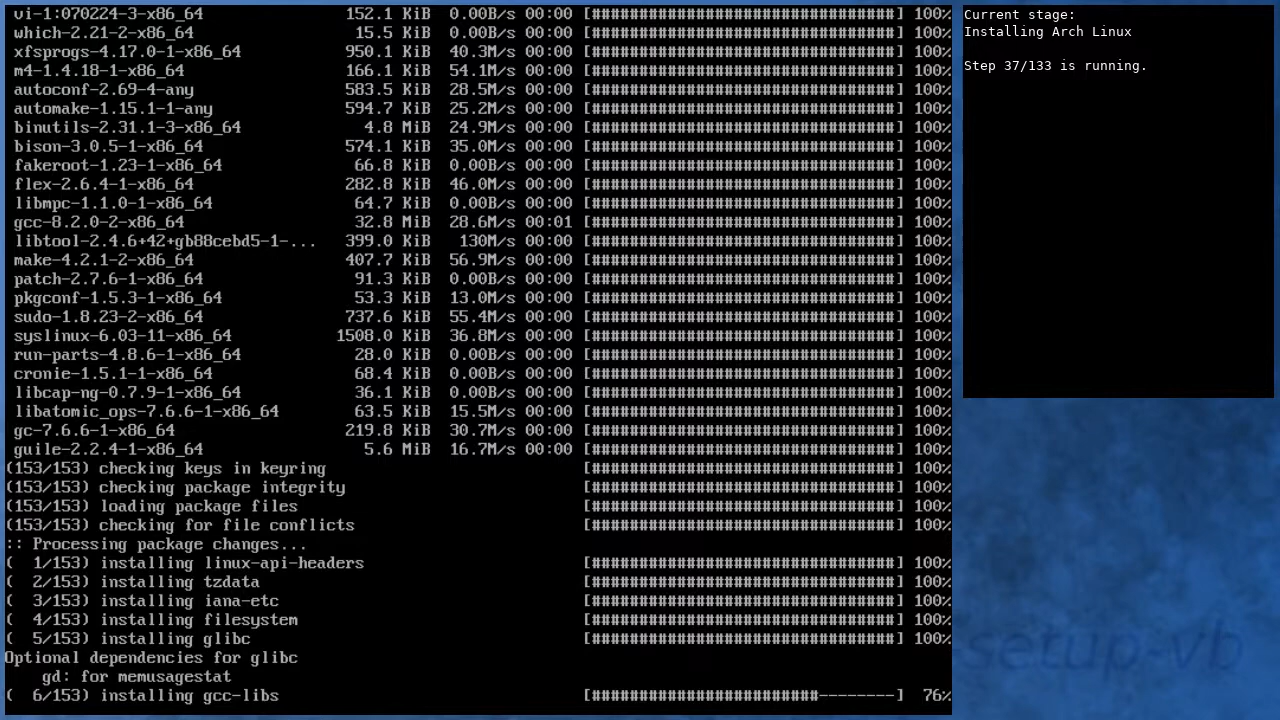 vi-1:070224-3-x86_64 152.1 KiB 0.00B/s 00:00 [################################] 100%
which-2.21-2-x86_64 15.5 KiB 0.00B/s 00:00 [################################] 100%
xfsprogs-4.17.0-1-x86_64 950.1 KiB 40.3M/s 00:00 [################################] 100%
m4-1.4.18-1-x86_64 166.1 KiB 54.1M/s 00:00 [################################] 100%
autoconf-2.69-4-any 583.5 KiB 28.5M/s 00:00 [################################] 100%
automake-1.15.1-1-any 594.7 KiB 25.2M/s 00:00 [################################] 100%
binutils-2.31.1-3-x86_64 4.8 MiB 24.9M/s 00:00 [################################] 100%
bison-3.0.5-1-x86_64 574.1 KiB 35.0M/s 00:00 [################################] 100%
fakeroot-1.23-1-x86_64 66.8 KiB 0.00B/s 00:00 [################################] 100%
flex-2.6.4-1-x86_64 282.8 KiB 46.0M/s 00:00 [################################] 100%
libmpc-1.1.0-1-x86_64 64.7 KiB 0.00B/s 00:00 [################################] 100%
gcc-8.2.0-2-x86_64 32.8 MiB 28.6M/s 00:01 [################################] 100%
libtool-2.4.6+42+gb88cebd5-1-... 399.0 KiB 130M/s 00:00 [################################] 100%
make-4.2.1-2-x86_64 407.7 KiB 56.9M/s 00:00 [################################] 100%
patch-2.7.6-1-x86_64 91.3 KiB 0.00B/s 00:00 [################################] 100%
pkgconf-1.5.3-1-x86_64 53.3 KiB 13.0M/s 00:00 [################################] 100%
sudo-1.8.23-2-x86_64 737.6 KiB 55.4M/s 00:00 [################################] 100%
syslinux-6.03-11-x86_64 1508.0 KiB 36.8M/s 00:00 [################################] 100%
run-parts-4.8.6-1-x86_64 28.0 KiB 0.00B/s 00:00 [################################] 100%
cronie-1.5.1-1-x86_64 68.4 KiB 0.00B/s 00:00 [################################] 100%
libcap-ng-0.7.9-1-x86_64 36.1 KiB 0.00B/s 00:00 [################################] 100%
libatomic_ops-7.6.6-1-x86_64 63.5 KiB 15.5M/s 00:00 [################################] 100%
gc-7.6.6-1-x86_64 219.8 KiB 30.7M/s 00:00 [################################] 100%
guile-2.2.4-1-x86_64 5.6 MiB 16.7M/s 00:00 [################################] 100%
(153/153) checking keys in keyring [################################] 100%
(153/153) checking package integrity [################################] 100%
(153/153) loading package files [################################] 100%
(153/153) checking for file conflicts [################################] 100%
:: Processing package changes...
( 1/153) installing linux-api-headers [################################] 100%
( 2/153) installing tzdata [################################] 100%
( 3/153) installing iana-etc [################################] 100%
( 4/153) installing filesystem [################################] 100%
( 5/153) installing glibc [################################] 100%
Optional dependencies for glibc
gd: for memusagestat
( 6/153) installing gcc-libs [########################--------] 76%
Current stage:
Installing Arch Linux
Step 37/133 is running.
setup-vb